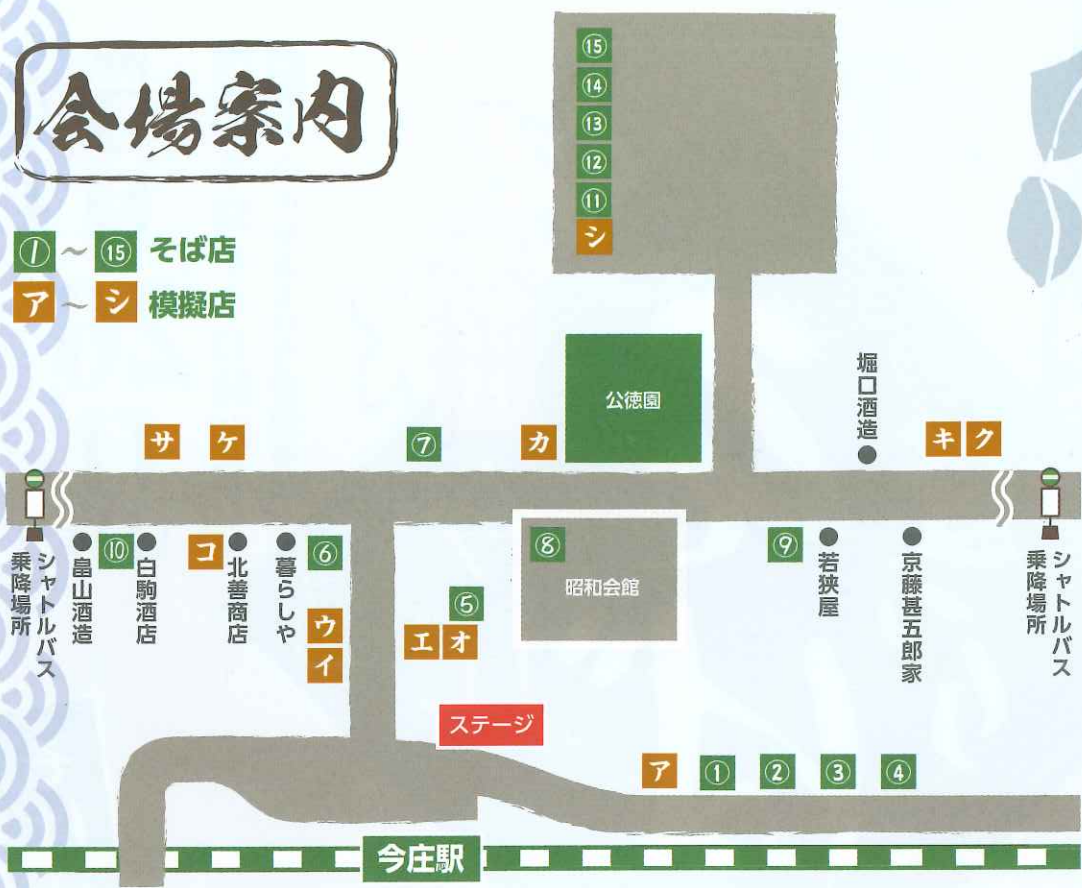 会場案内
①～⑮ そば店
ア～シ 模擬店
⑮
⑭
⑬
⑫
⑪
シ
公徳園
堀口酒造
サ ケ
⑦
カ
キ ク
シャトルバス
乗降場所
畠山酒造
⑩
白駒酒店
コ
北善商店
暮らしや
⑥
ウ
イ
⑤
エ オ
⑧
昭和会館
⑨
若狭屋
京藤甚五郎家
シャトルバス
乗降場所
ステージ
ア ① ② ③ ④
今庄駅